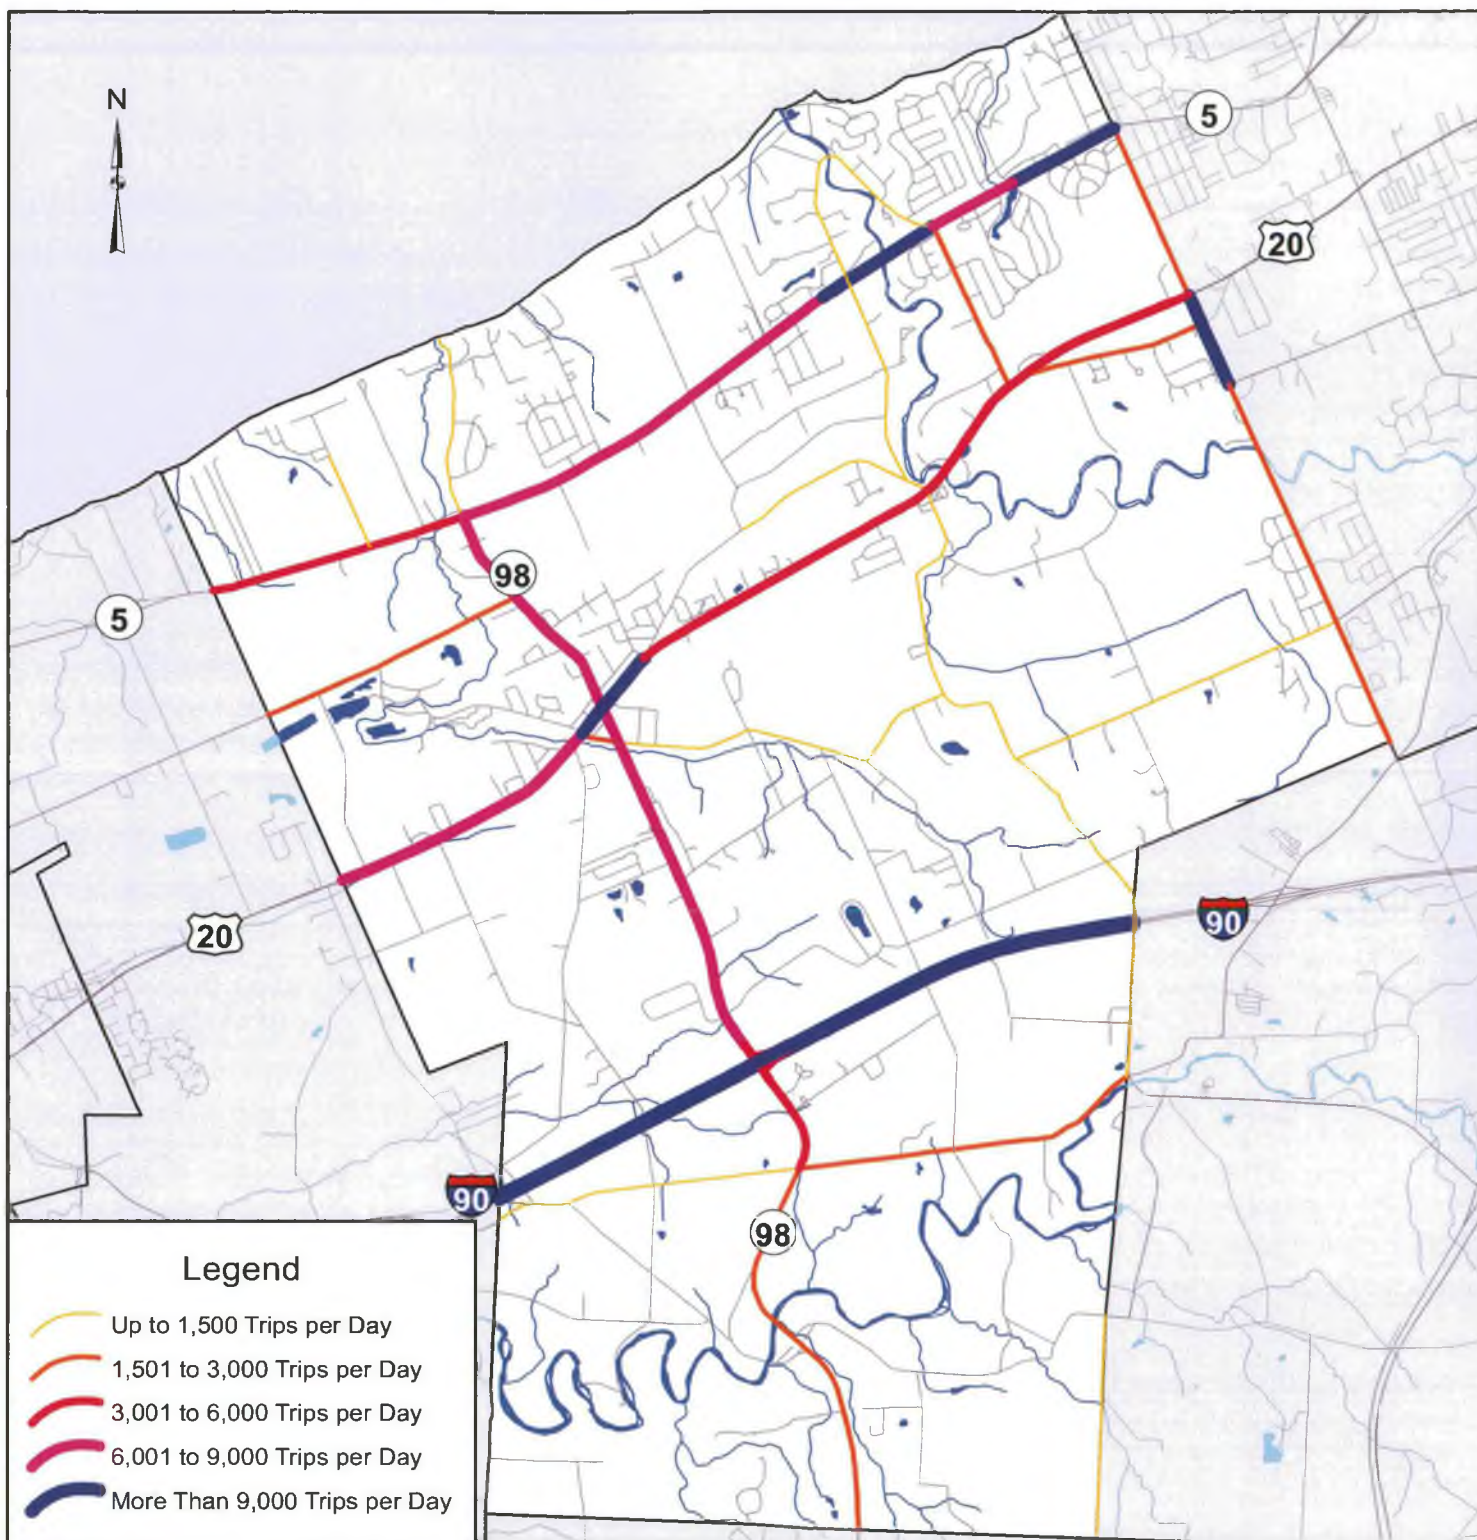 N
5
20
98
5
20
90
90
98
Legend
Up to 1,500 Trips per Day
1,501 to 3,000 Trips per Day
3,001 to 6,000 Trips per Day
6,001 to 9,000 Trips per Day
More Than 9,000 Trips per Day